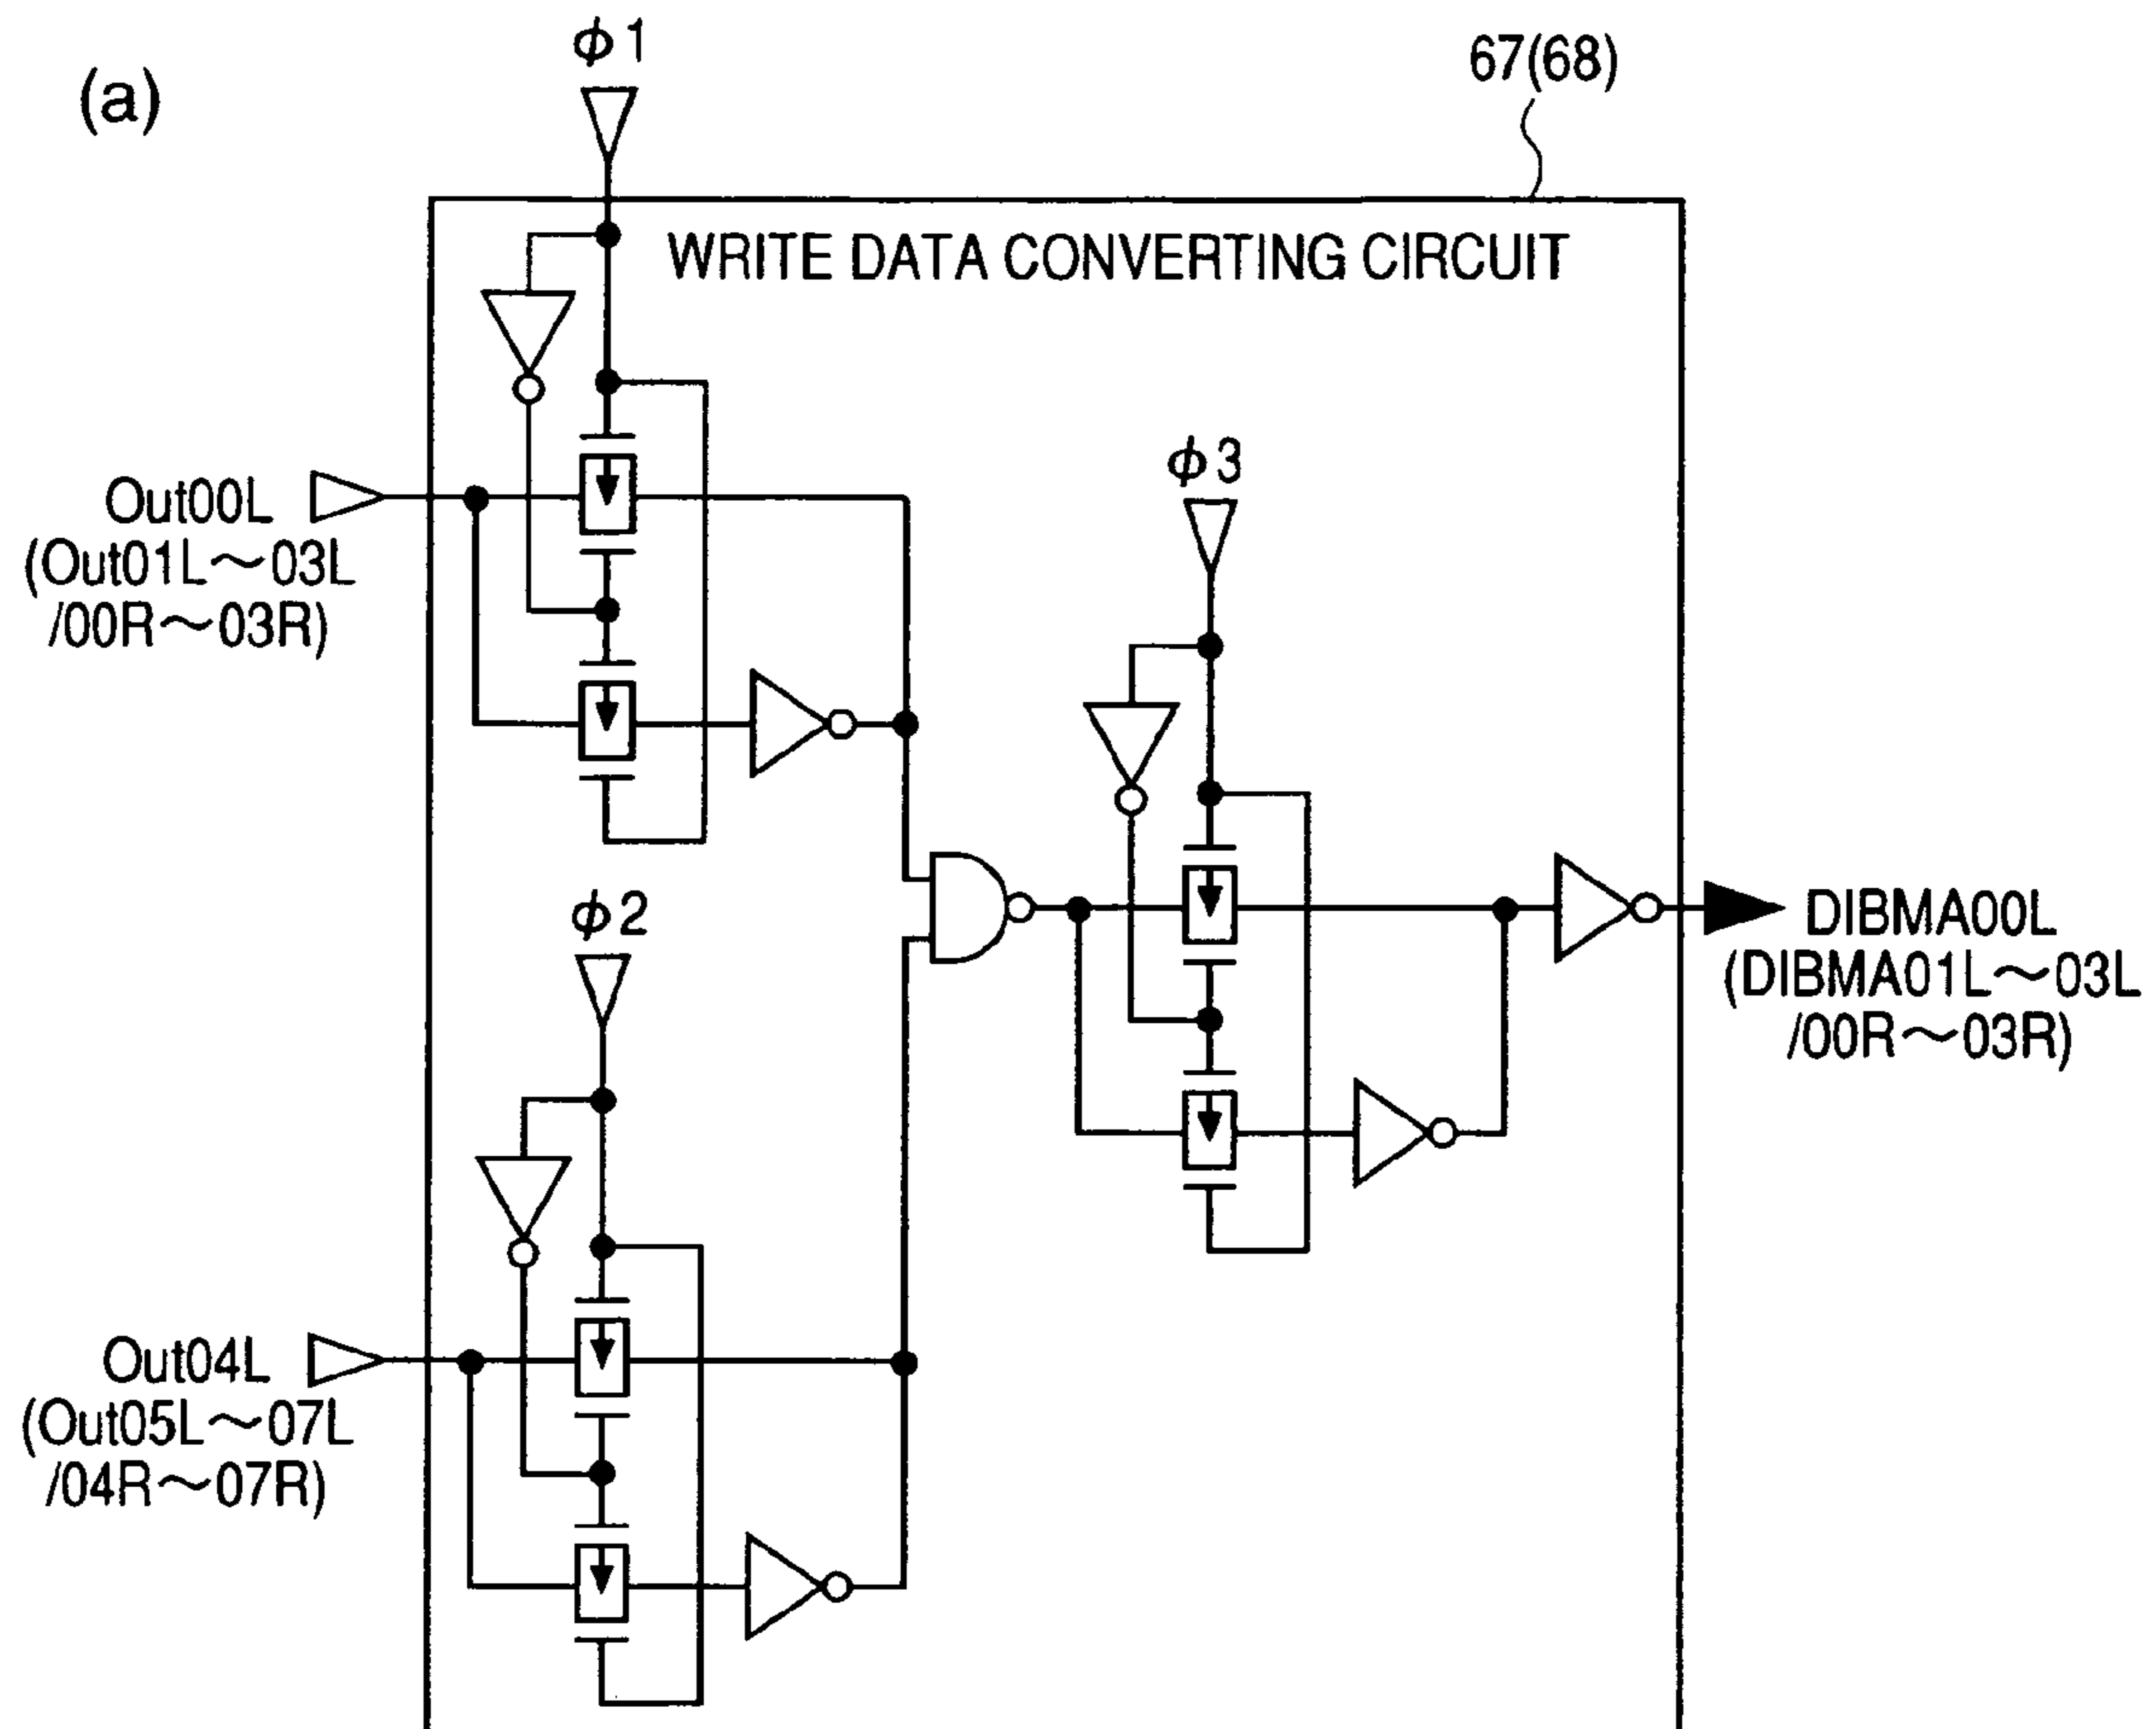 (a)
ϕ1
67(68)
WRITE DATA CONVERTING CIRCUIT
Out00L
(Out01L～03L
/00R～03R)
ϕ3
ϕ2
DIBMA00L
(DIBMA01L～03L
/00R～03R)
Out04L
(Out05L～07L
/04R～07R)